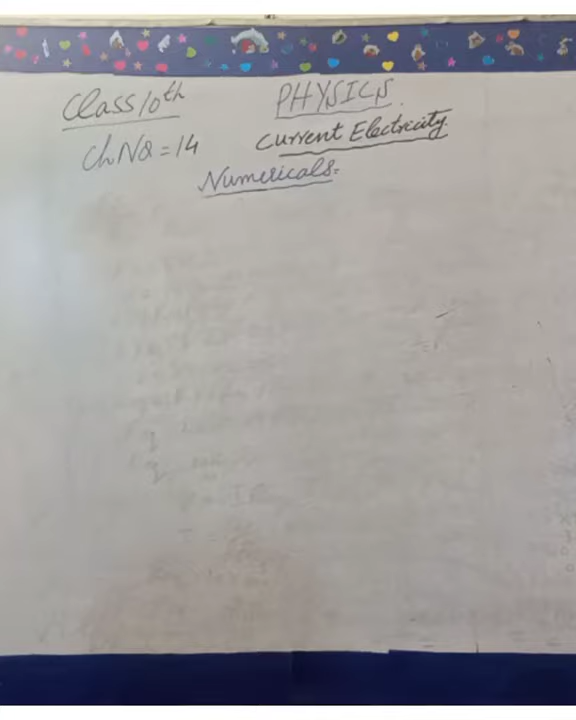 Class 10th PHYSICS.
Ch No = 14 Current Electricity
Numericals: